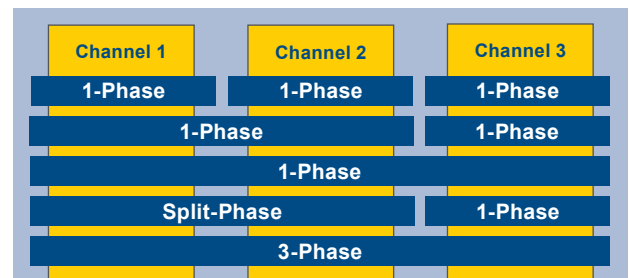 Channel 1 Channel 2 Channel 3
1-Phase 1-Phase 1-Phase
1-Phase 1-Phase
1-Phase
Split-Phase 1-Phase
3-Phase